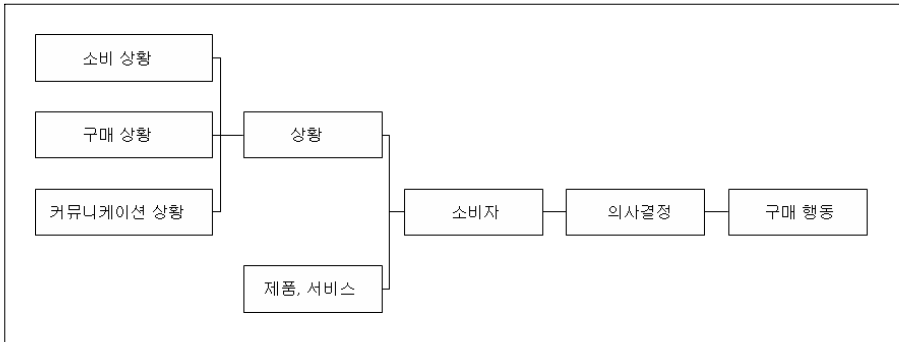 소비 상황
구매 상황
상황
커뮤니케이션 상황
소비자
의사결정
구매 행동
제품, 서비스